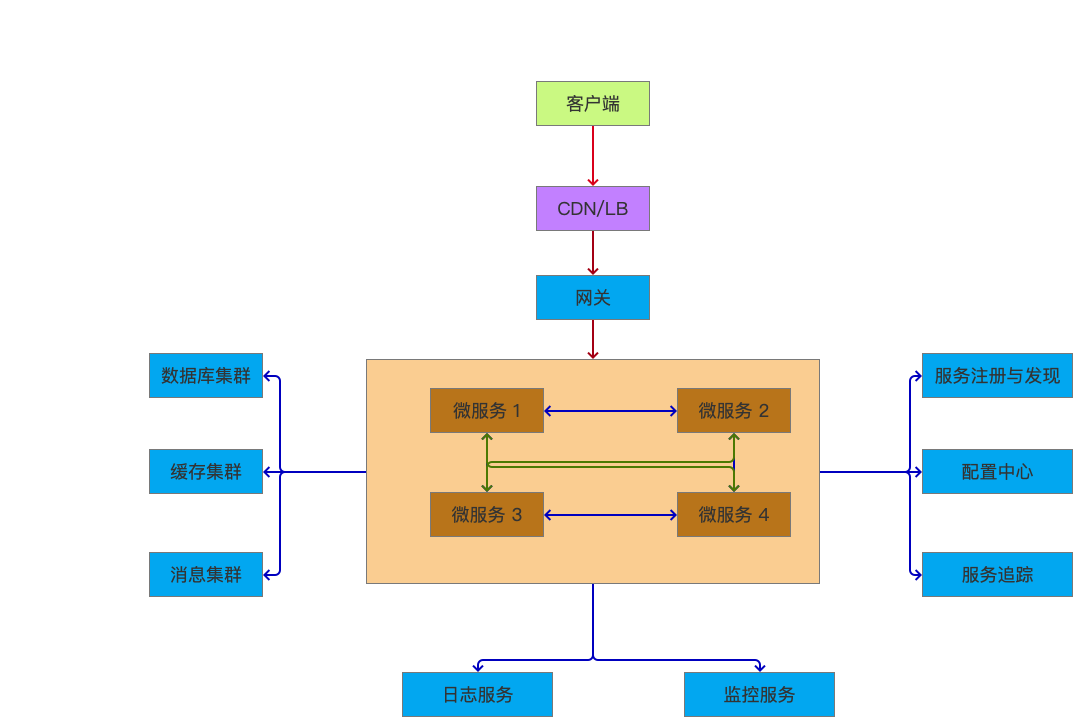 客户端
CDN/LB
网关
数据库集群
服务注册与发现
微服务 1
微服务 2
缓存集群
配置中心
微服务 3
微服务 4
消息集群
服务追踪
日志服务
监控服务